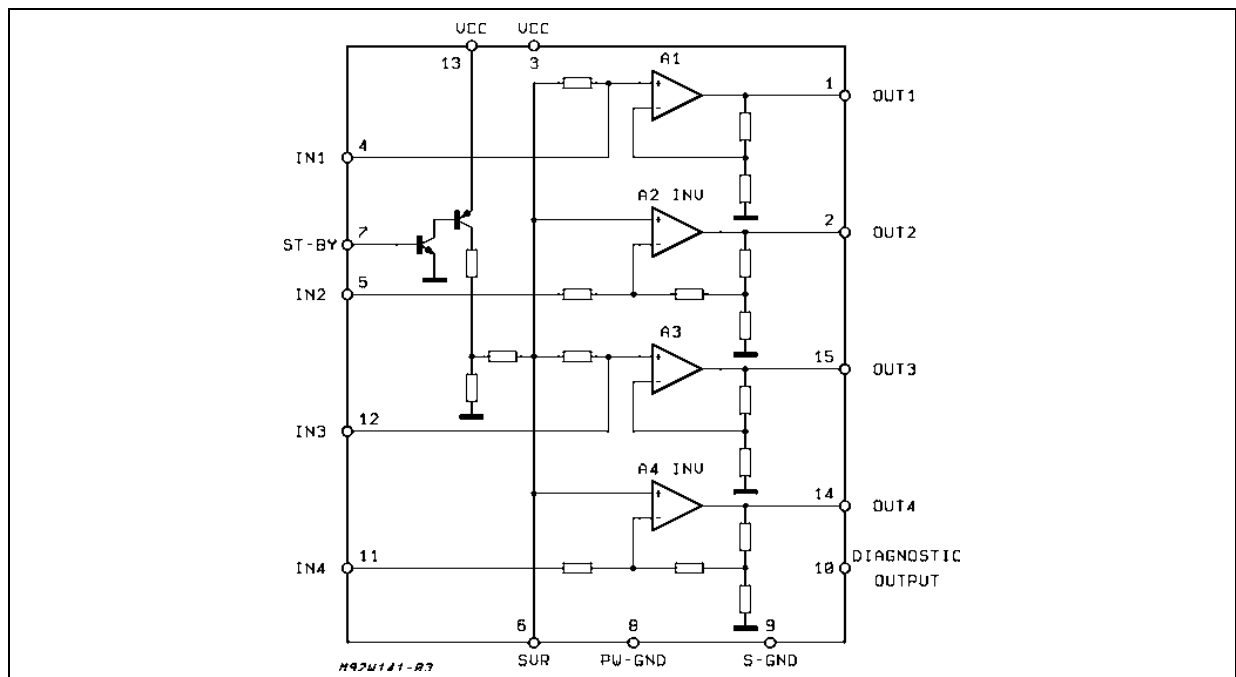 VCC VCC
13 3
A1
+
-
1 OUT1
4
IN1
A2 INV
+
-
2 OUT2
7
ST-BY
5
IN2
A3
+
-
15 OUT3
12
IN3
A4 INV
+
-
14 OUT4
11
IN4
10 DIAGNOSTIC
OUTPUT
6 8 9
SVR PW-GND S-GND
M92W141-03